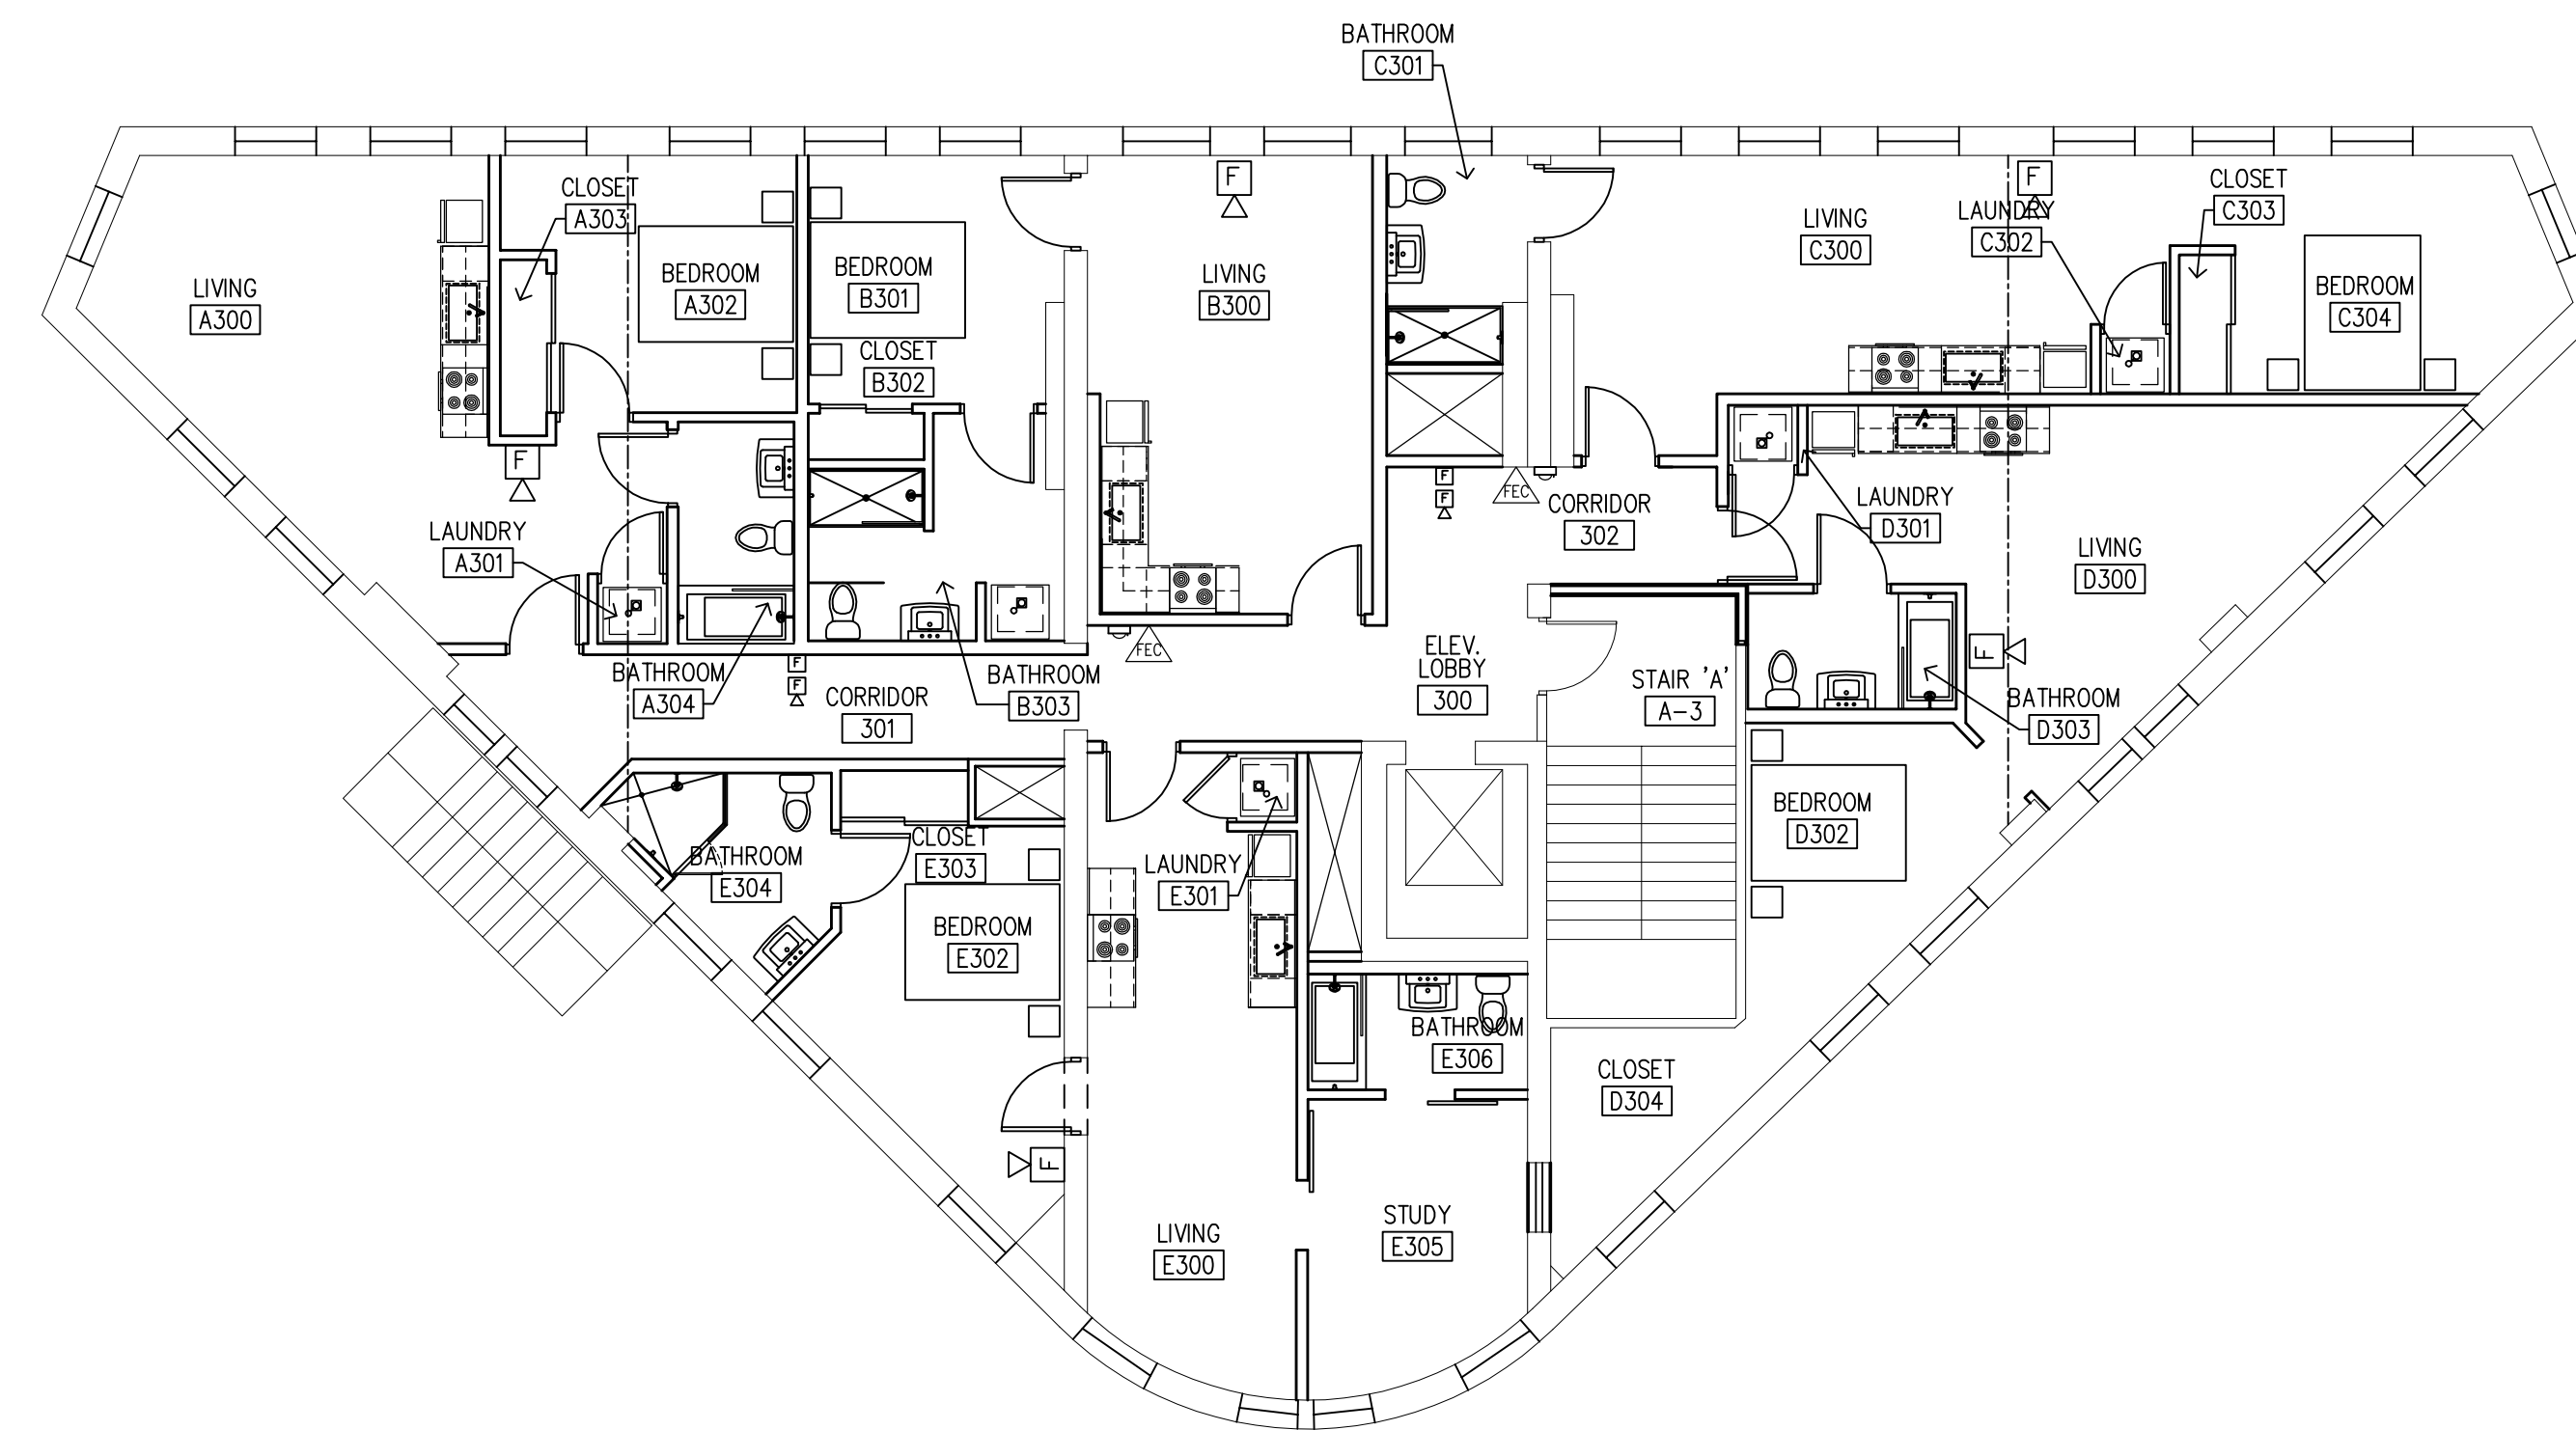 BATHROOM
C301
CLOSET
A303
BEDROOM
A302
BEDROOM
B301
CLOSET
B302
LIVING
A300
F
LIVING
B300
F
LIVING
C300
F
LAUNDRY
C302
CLOSET
C303
BEDROOM
C304
F
LAUNDRY
A301
F
F
FEC
CORRIDOR
302
LAUNDRY
D301
LIVING
D300
BATHROOM
A304
F
F
CORRIDOR
301
BATHROOM
B303
FEC
ELEV.
LOBBY
300
STAIR 'A'
A-3
F
BATHROOM
D303
BEDROOM
D302
BATHROOM
E304
CLOSET
E303
BEDROOM
E302
LAUNDRY
E301
BATHROOM
E306
CLOSET
D304
F
LIVING
E300
STUDY
E305